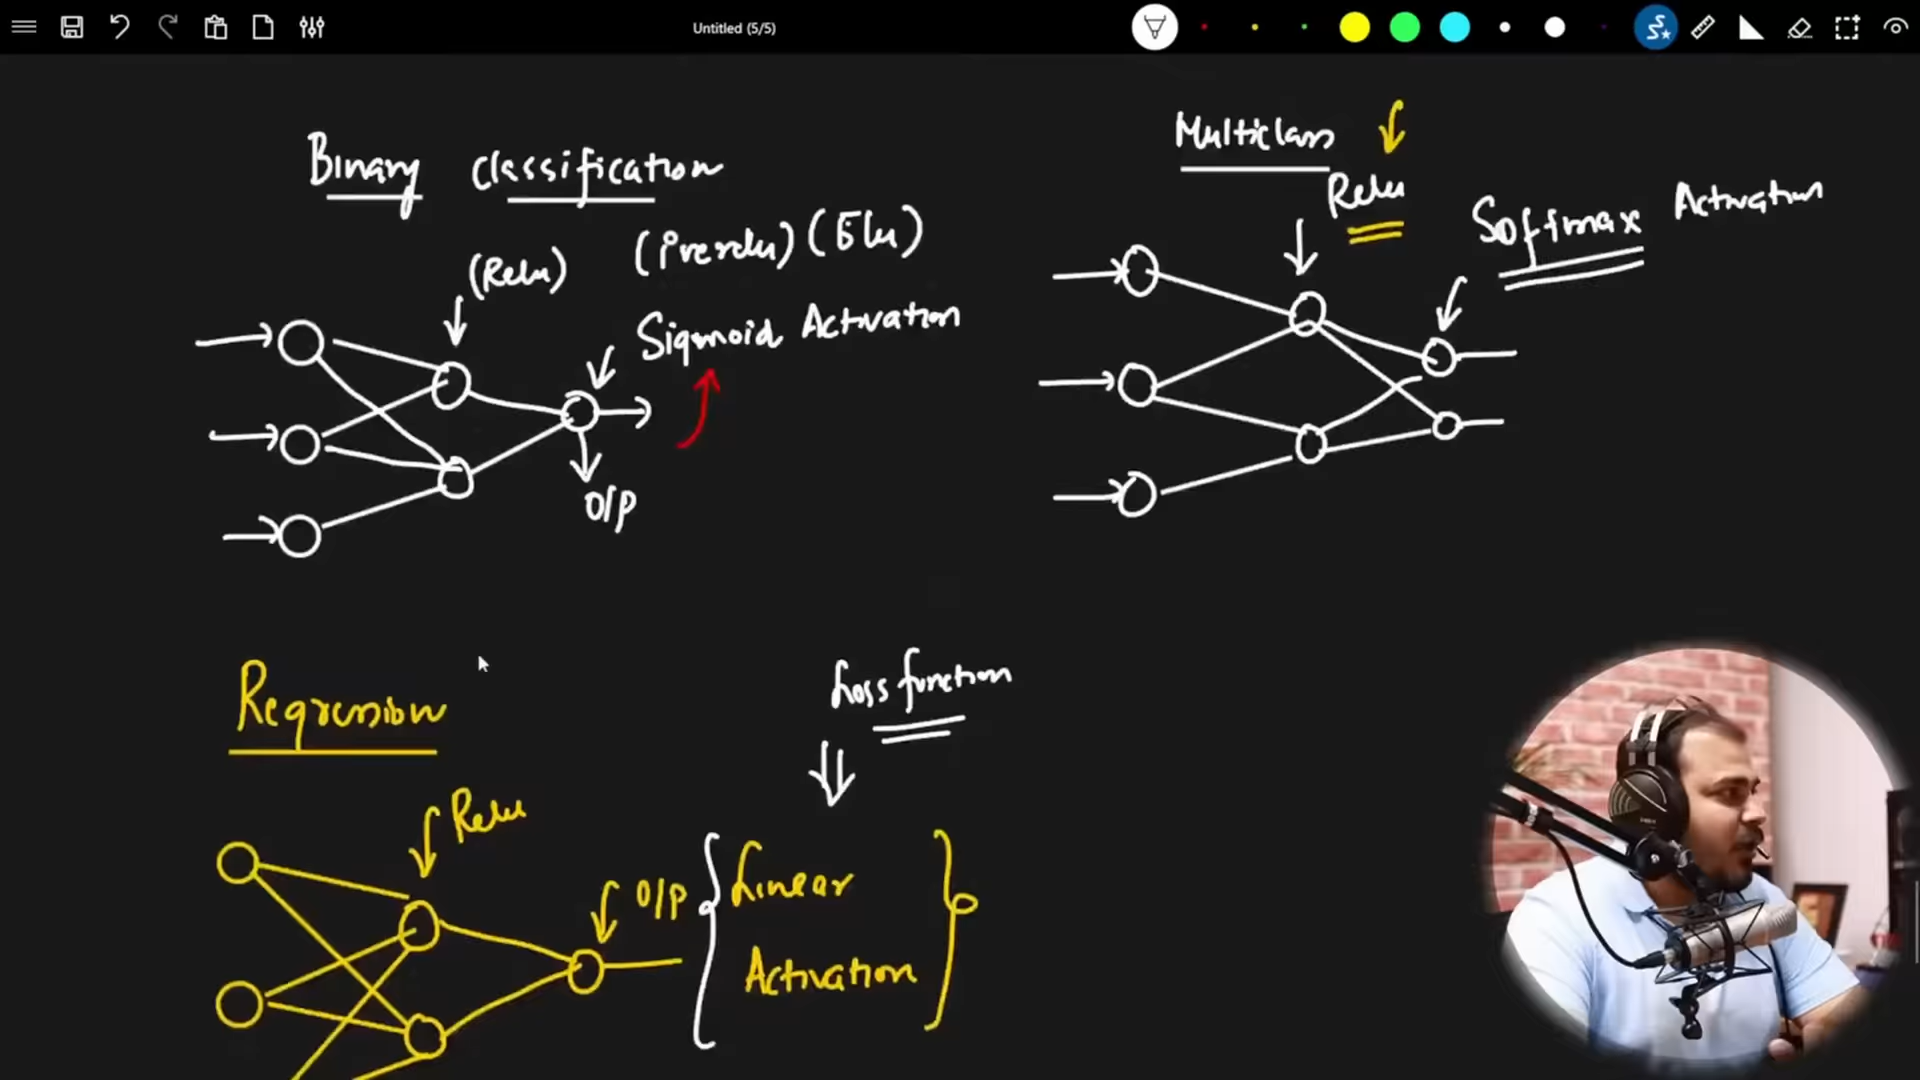 Untitled (5/5)
Binary Classification
(Relu) (Prerelu) (Elu)
Sigmoid Activation
O/P
Multiclass
Relu
Softmax Activation
Regression
Relu
O/P
Loss function
Linear
Activation